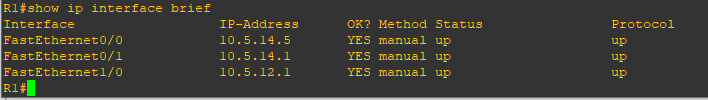 R1#show ip interface brief
Interface                  IP-Address      OK? Method Status                Protocol
FastEthernet0/0            10.5.14.5       YES manual up                    up
FastEthernet0/1            10.5.14.1       YES manual up                    up
FastEthernet1/0            10.5.12.1       YES manual up                    up
R1#